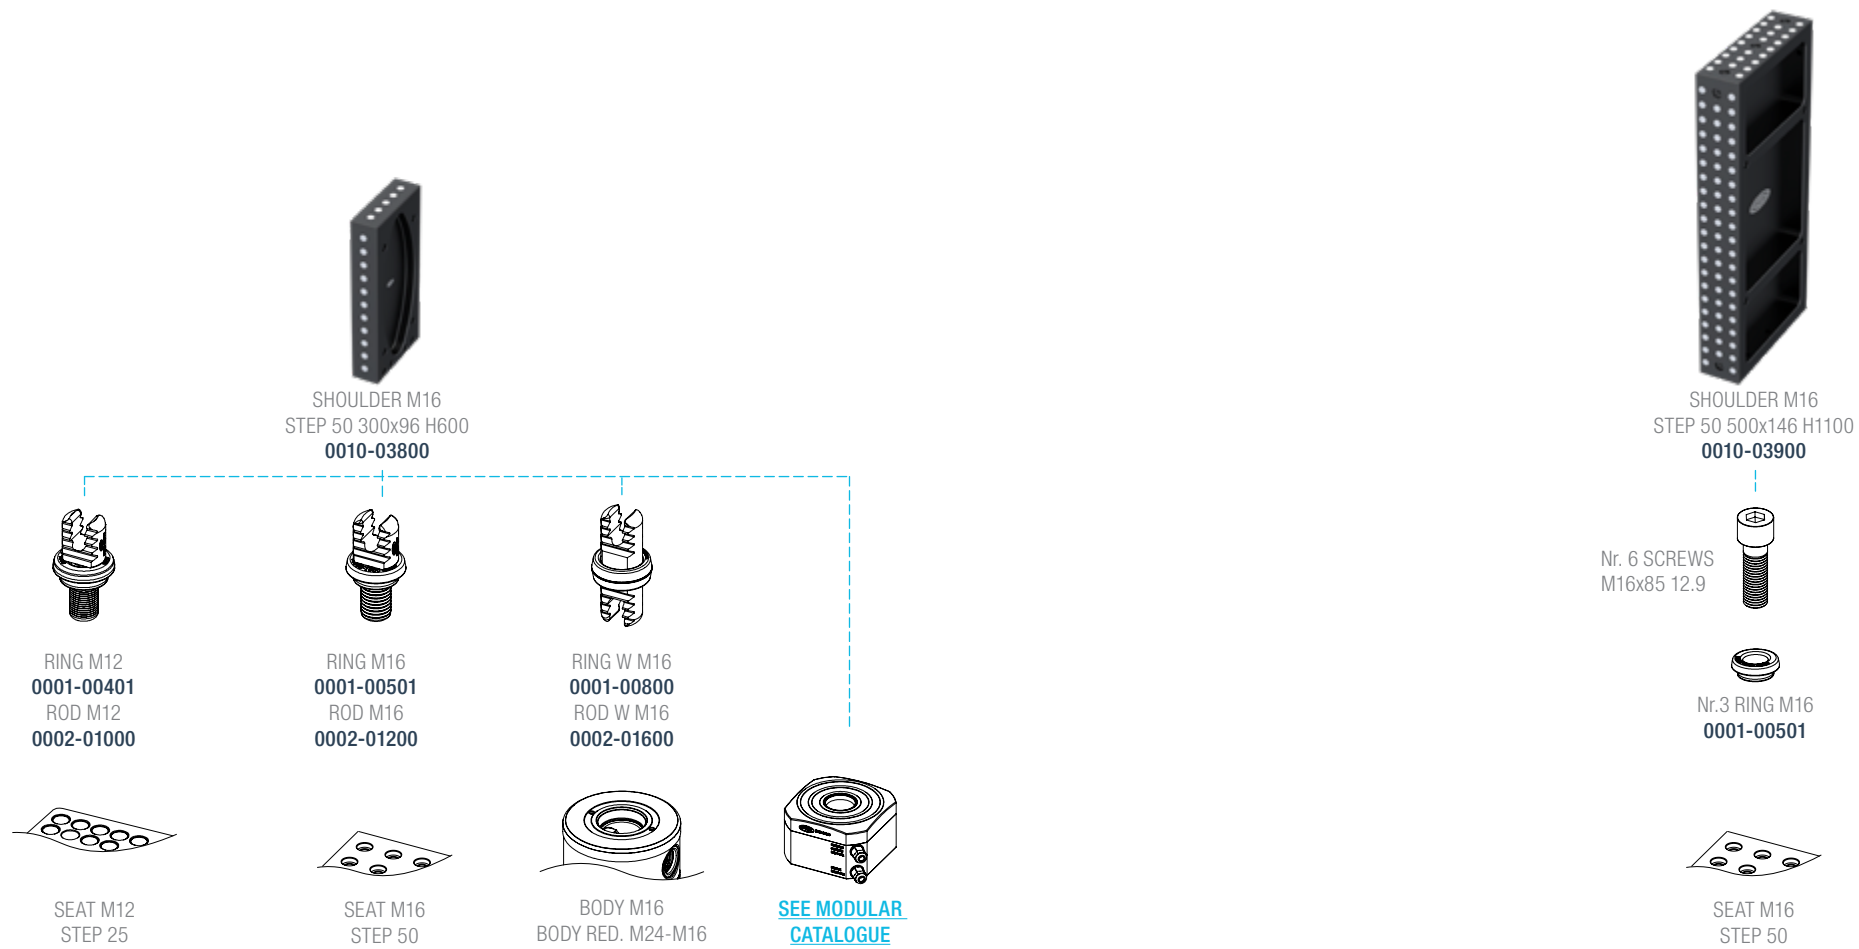 SHOULDER M16
STEP 50 300x96 H600
0010-03800
RING M12
0001-00401
ROD M12
0002-01000
SEAT M12
STEP 25
RING M16
0001-00501
ROD M16
0002-01200
SEAT M16
STEP 50
RING W M16
0001-00800
ROD W M16
0002-01600
BODY M16
BODY RED. M24-M16
SEE MODULAR
CATALOGUE
SHOULDER M16
STEP 50 500x146 H1100
0010-03900
Nr. 6 SCREWS
M16x85 12.9
Nr.3 RING M16
0001-00501
SEAT M16
STEP 50